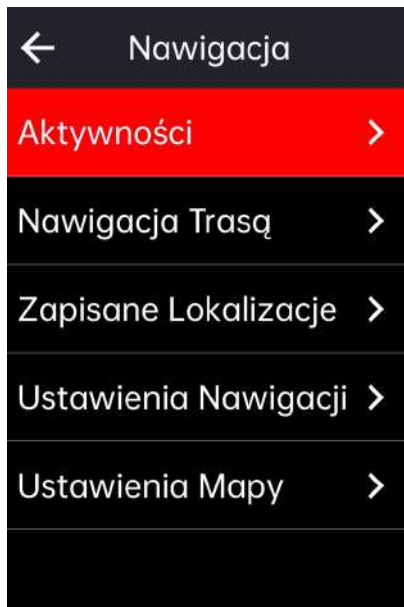 Nawigacja
Aktywności
Nawigacja Trasą
Zapisane Lokalizacje
Ustawienia Nawigacji
Ustawienia Mapy